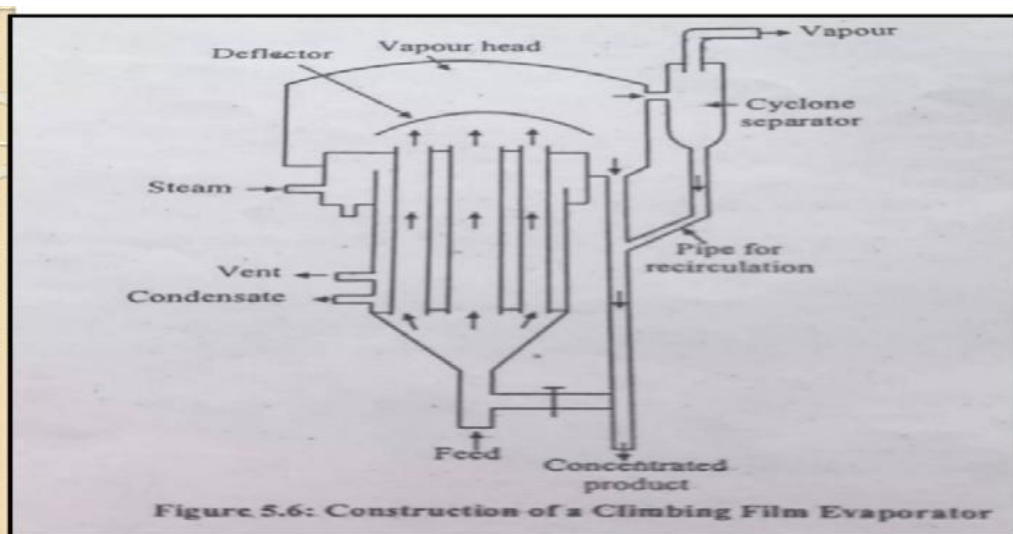 Vapour
Vapour head
Deflector
Cyclone
separator
Steam
Pipe for
recirculation
Vent
Condensate
Feed
Concentrated
product
Figure 5.6: Construction of a Climbing Film Evaporator